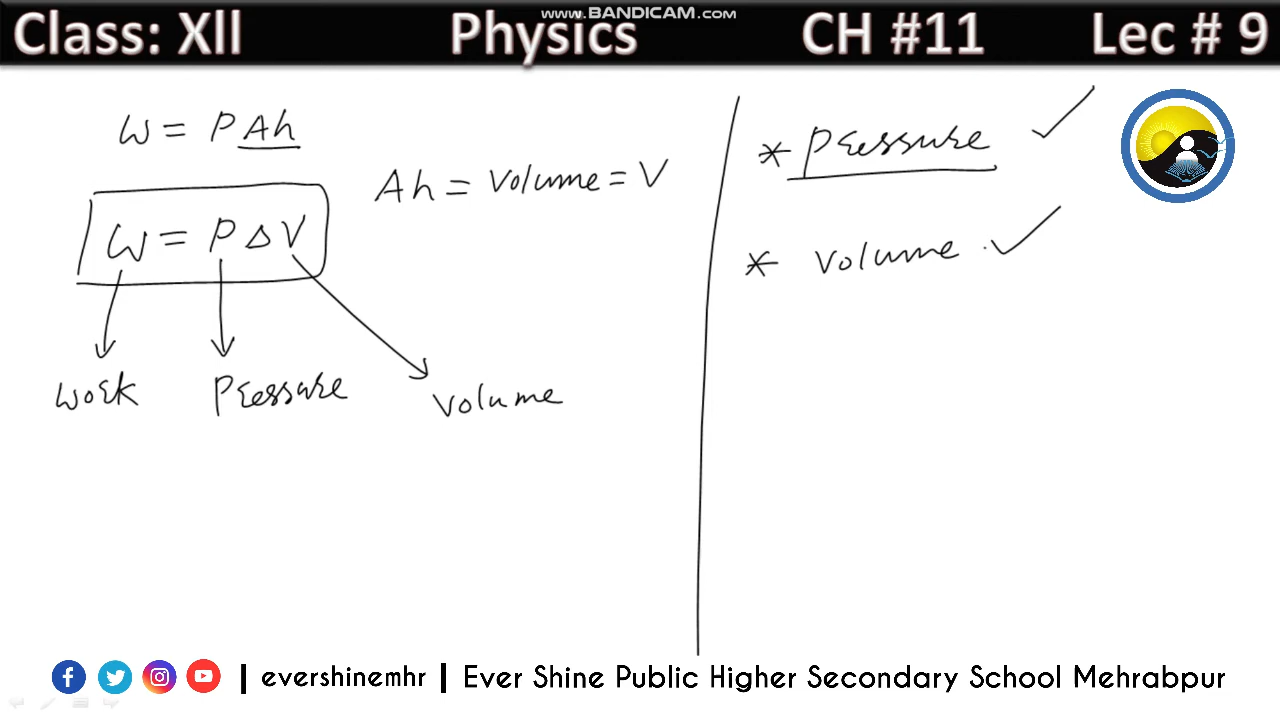 www.BANDICAM.com
Class: XII Physics CH #11 Lec # 9
W = PAh
Ah = Volume = V
W = P Δ V
Work Pressure Volume
* Pressure ✓
* Volume ✓
| evershinemhr | Ever Shine Public Higher Secondary School Mehrabpur